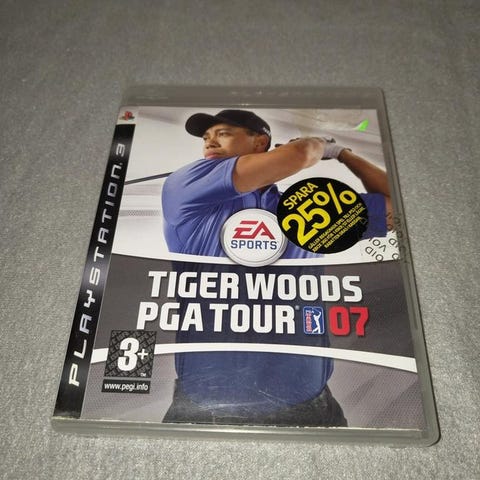 PLAYSTATION 3
SPARA
25%
EA
SPORTS
TIGER WOODS
PGA TOUR 07
3+
www.pegi.info